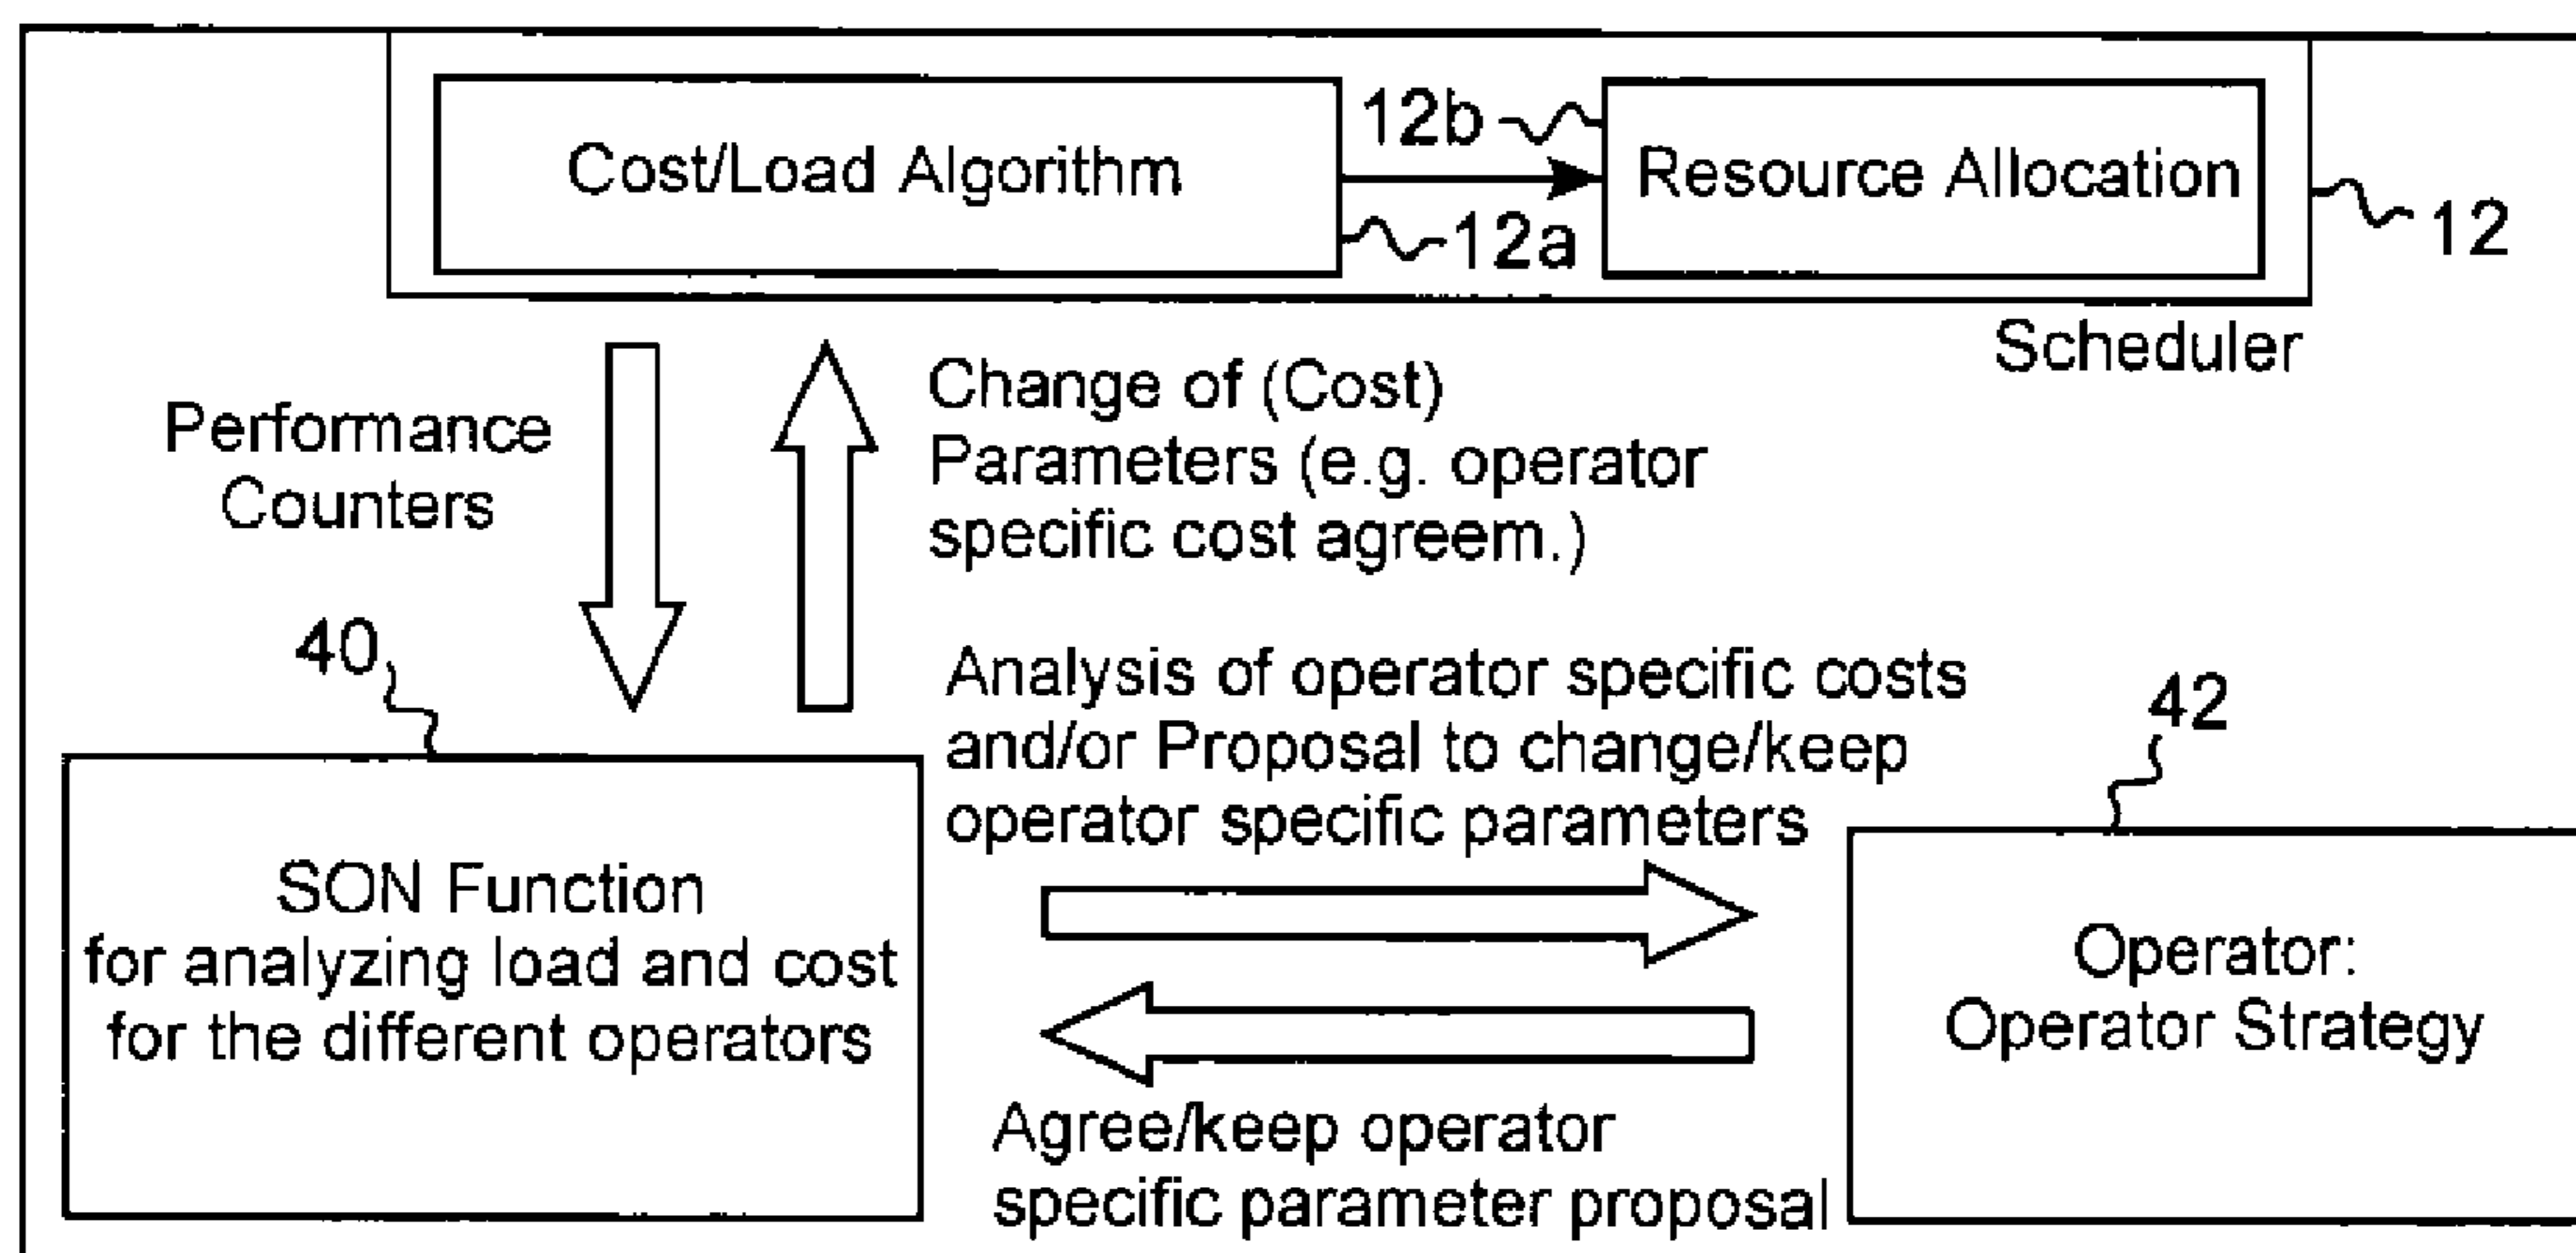 Cost/Load Algorithm
12b
Resource Allocation
12a
12
Scheduler
Performance
Counters
Change of (Cost)
Parameters (e.g. operator
specific cost agreem.)
40
Analysis of operator specific costs
and/or Proposal to change/keep
operator specific parameters
42
SON Function
for analyzing load and cost
for the different operators
Operator:
Operator Strategy
Agree/keep operator
specific parameter proposal